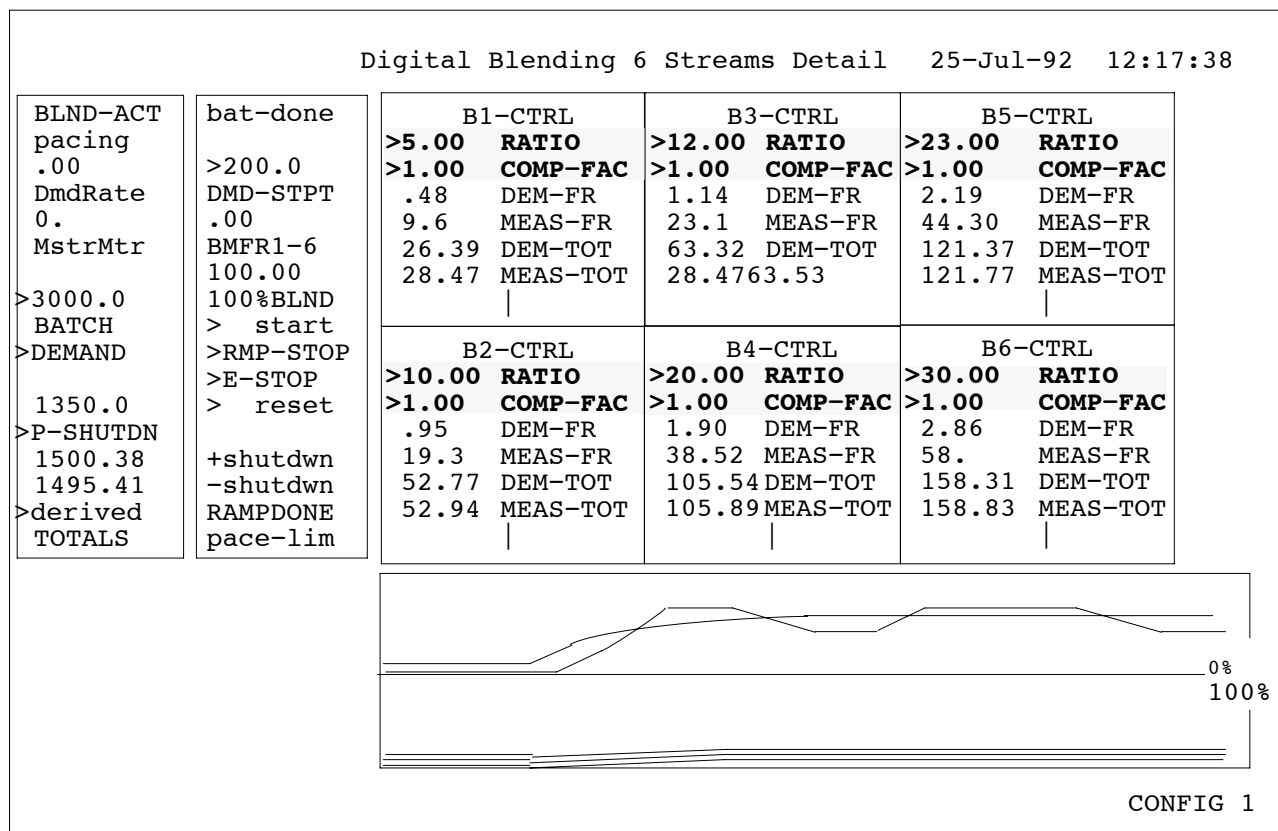 Digital Blending 6 Streams Detail 25-Jul-92 12:17:38
BLND-ACT
pacing
.00
DmdRate
0.
MstrMtr
>3000.0
BATCH
>DEMAND
1350.0
>P-SHUTDN
1500.38
1495.41
>derived
TOTALS
bat-done
>200.0
DMD-STPT
.00
BMFR1-6
100.00
100%BLND
> start
>RMP-STOP
>E-STOP
> reset
+shutdwn
-shutdwn
RAMPDONE
pace-lim
B1-CTRL
>5.00 RATIO
>1.00 COMP-FAC
.48 DEM-FR
9.6 MEAS-FR
26.39 DEM-TOT
28.47 MEAS-TOT
|
B3-CTRL
>12.00 RATIO
>1.00 COMP-FAC
1.14 DEM-FR
23.1 MEAS-FR
63.32 DEM-TOT
28.4763.53
B5-CTRL
>23.00 RATIO
>1.00 COMP-FAC
2.19 DEM-FR
44.30 MEAS-FR
121.37 DEM-TOT
121.77 MEAS-TOT
|
B2-CTRL
>10.00 RATIO
>1.00 COMP-FAC
.95 DEM-FR
19.3 MEAS-FR
52.77 DEM-TOT
52.94 MEAS-TOT
|
B4-CTRL
>20.00 RATIO
>1.00 COMP-FAC
1.90 DEM-FR
38.52 MEAS-FR
105.54 DEM-TOT
105.89 MEAS-TOT
|
B6-CTRL
>30.00 RATIO
>1.00 COMP-FAC
2.86 DEM-FR
58. MEAS-FR
158.31 DEM-TOT
158.83 MEAS-TOT
|
0%
100%
CONFIG 1